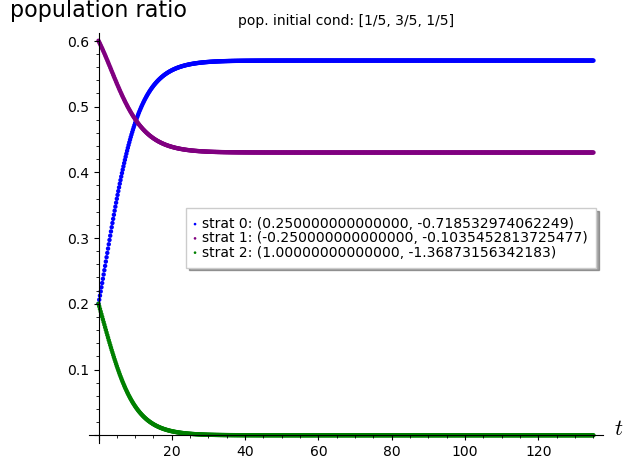 population ratio
pop. initial cond: [1/5, 3/5, 1/5]
0.6
0.5
0.4
0.3
0.2
0.1
strat 0: (0.250000000000000, -0.718532974062249)
strat 1: (-0.250000000000000, -0.1035452813725477)
strat 2: (1.00000000000000, -1.36873156342183)
20 40 60 80 100 120
t